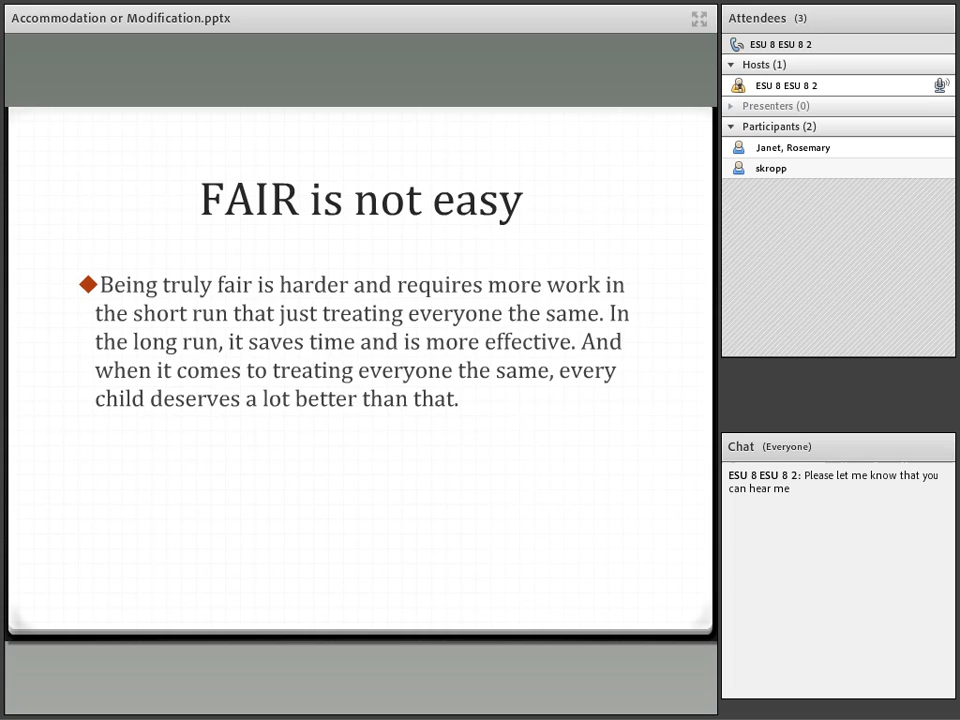 Accommodation or Modification.pptx
FAIR is not easy
Being truly fair is harder and requires more work in
the short run that just treating everyone the same. In
the long run, it saves time and is more effective. And
when it comes to treating everyone the same, every
child deserves a lot better than that.
Attendees (3)
ESU 8 ESU 8 2
Hosts (1)
ESU 8 ESU 8 2
Presenters (0)
Participants (2)
Janet, Rosemary
skropp
Chat (Everyone)
ESU 8 ESU 8 2: Please let me know that you
can hear me